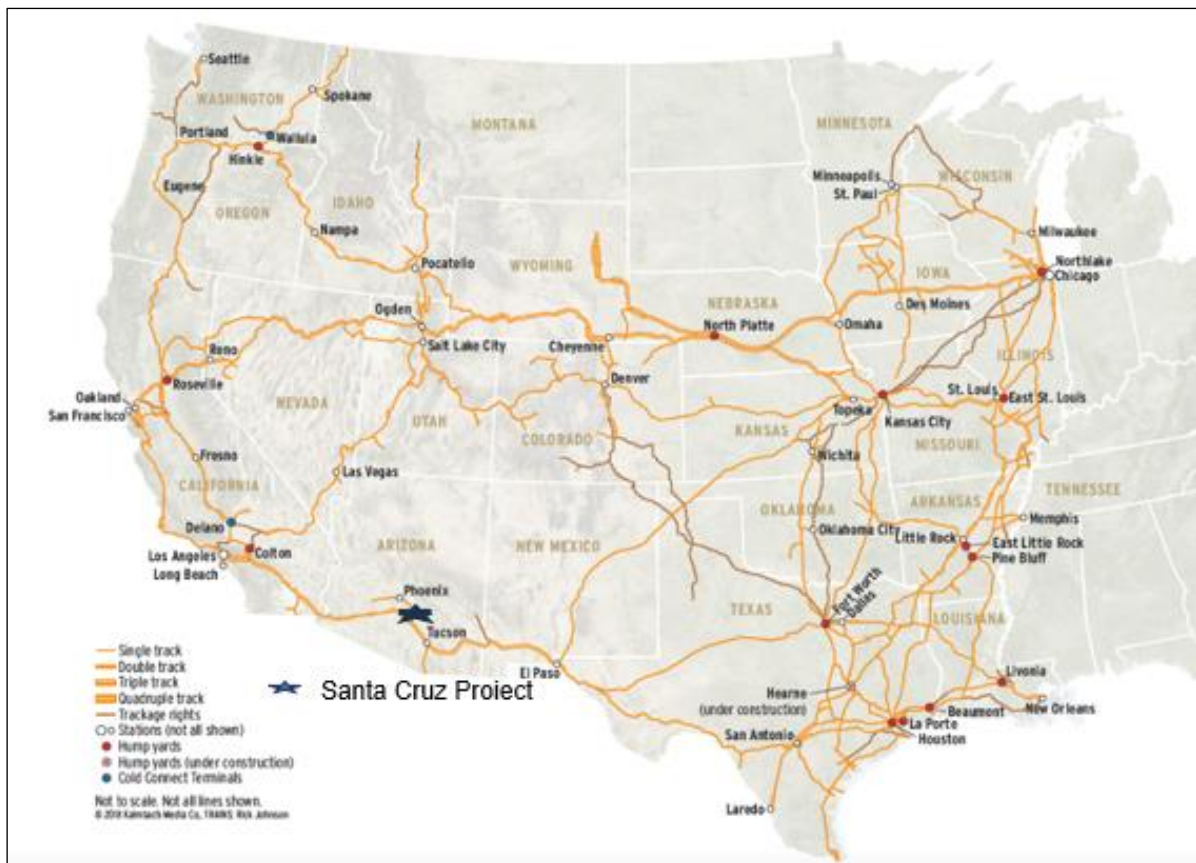 Seattle
WASHINGTON
Spokane
Portland
Wallula
Hinkle
MONTANA
MINNESOTA
Minneapolis
St. Paul
WISCONSIN
Eugene
OREGON
IDAHO
Nampa
Pocatello
WYOMING
Milwaukee
Northlake
Chicago
IOWA
Des Moines
NEBRASKA
Ogden
North Platte
Omaha
Salt Lake City
Cheyenne
Reno
Roseville
Denver
ILLINOIS
Oakland
San Francisco
NEVADA
UTAH
COLORADO
Topeka
Kansas City
St. Louis
East St. Louis
KANSAS
MISSOURI
Fresno
Las Vegas
Wichita
CALIFORNIA
TENNESSEE
ARKANSAS
Delano
OKLAHOMA
Oklahoma City
Memphis
Little Rock
East Little Rock
Pine Bluff
Colton
Los Angeles
Long Beach
ARIZONA
NEW MEXICO
Phoenix
TEXAS
Fort Worth
Dallas
LOUISIANA
Tucson
El Paso
Livonia
Hearne
(under construction)
New Orleans
Beaumont
La Porte
Houston
San Antonio
Laredo
Single track
Double track
Triple track
Quadruple track
Trackage rights
Stations (not all shown)
Hump yards
Hump yards (under construction)
Cold Connect Terminals
Santa Cruz Project
Not to scale. Not all lines shown.
© 2018 Kalmbach Media Co., TRAINS: Rick Johnson